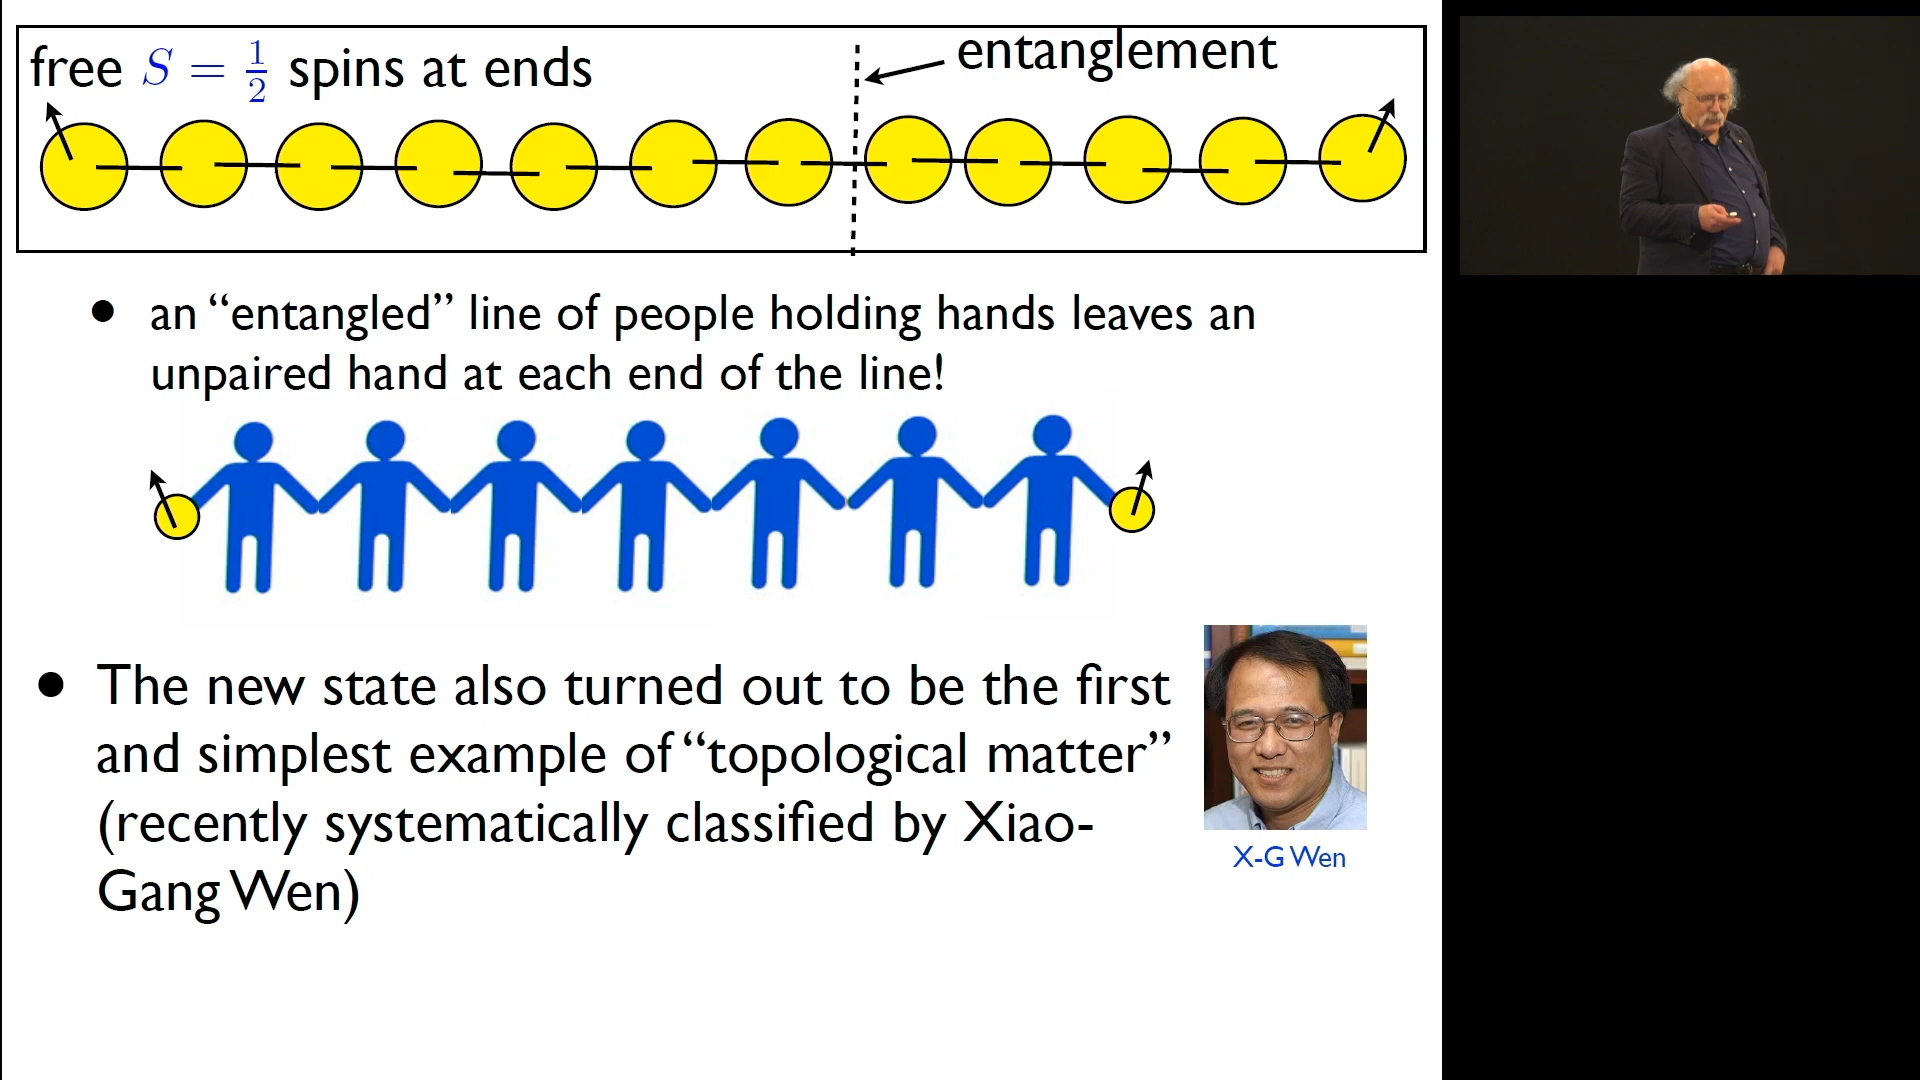 free S = 1/2 spins at ends
entanglement
• an “entangled” line of people holding hands leaves an
unpaired hand at each end of the line!
• The new state also turned out to be the first
and simplest example of “topological matter”
(recently systematically classified by Xiao-
Gang Wen)
X-G Wen